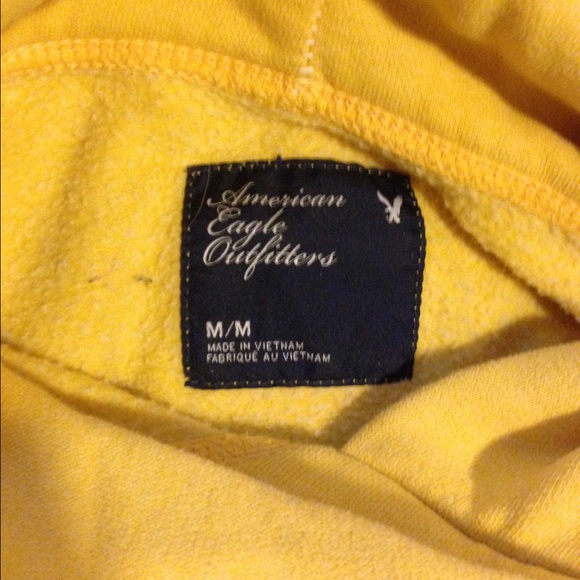 American
Eagle
Outfitters
M/M
MADE IN VIETNAM
FABRIQUÉ AU VIETNAM